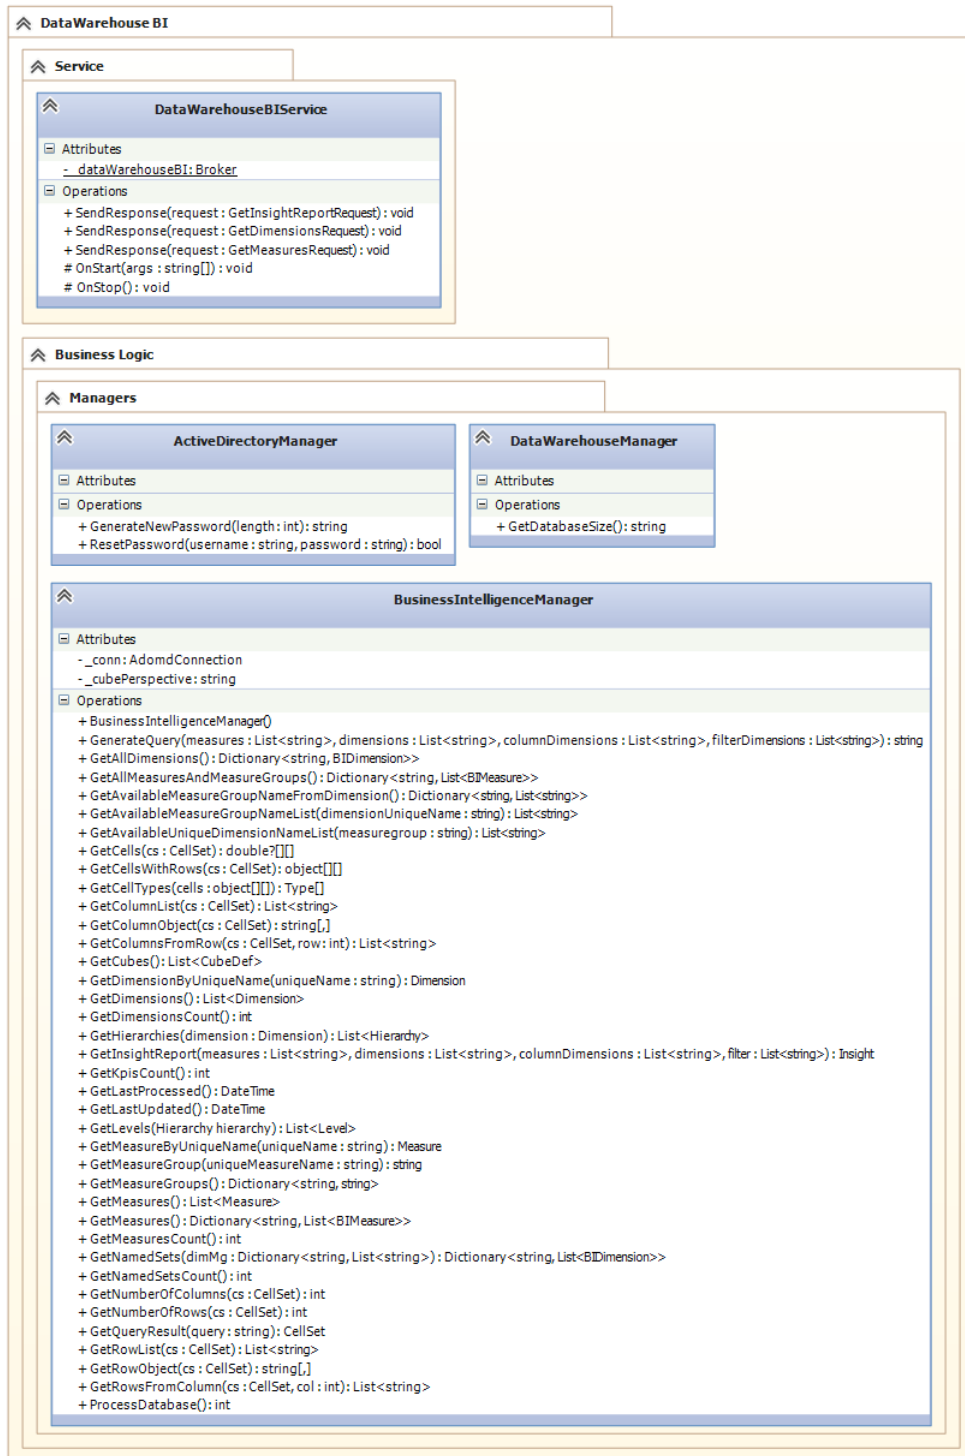 DataWarehouse BI
Service
DataWarehouseBIService
Attributes
- _dataWarehouseBI: Broker
Operations
+ SendResponse(request : GetInsightReportRequest) : void
+ SendResponse(request : GetDimensionsRequest) : void
+ SendResponse(request : GetMeasuresRequest) : void
# OnStart(args : string[]) : void
# OnStop() : void
Business Logic
Managers
ActiveDirectoryManager
Attributes
Operations
+ GenerateNewPassword(length : int) : string
+ ResetPassword(username : string, password : string) : bool
DataWarehouseManager
Attributes
Operations
+ GetDatabaseSize() : string
BusinessIntelligenceManager
Attributes
- _conn : AdomdConnection
- _cubePerspective : string
Operations
+ BusinessIntelligenceManager()
+ GenerateQuery(measures : List<string>, dimensions : List<string>, columnDimensions : List<string>, filterDimensions : List<string>) : string
+ GetAllDimensions() : Dictionary<string, BIDimension>>
+ GetAllMeasuresAndMeasureGroups() : Dictionary<string, List<BIMeasure>>
+ GetAvailableMeasureGroupNameFromDimension() : Dictionary<string, List<string>>
+ GetAvailableMeasureGroupNameList(dimensionUniqueName : string) : List<string>
+ GetAvailableUniqueDimensionNameList(measuregroup : string) : List<string>
+ GetCells(cs : CellSet) : double?[][]
+ GetCellsWithRows(cs : CellSet) : object[][]
+ GetCellTypes(cells : object[][]) : Type[]
+ GetColumnList(cs : CellSet) : List<string>
+ GetColumnObject(cs : CellSet) : string[,]
+ GetColumnsFromRow(cs : CellSet, row : int) : List<string>
+ GetCubes() : List<CubeDef>
+ GetDimensionByUniqueName(uniqueName : string) : Dimension
+ GetDimensions() : List<Dimension>
+ GetDimensionsCount() : int
+ GetHierarchies(dimension : Dimension) : List<Hierarchy>
+ GetInsightReport(measures : List<string>, dimensions : List<string>, columnDimensions : List<string>, filter : List<string>) : Insight
+ GetKpisCount() : int
+ GetLastProcessed() : DateTime
+ GetLastUpdated() : DateTime
+ GetLevels(Hierarchy hierarchy) : List<Level>
+ GetMeasureByUniqueName(uniqueName : string) : Measure
+ GetMeasureGroup(uniqueMeasureName : string) : string
+ GetMeasureGroups() : Dictionary<string, string>
+ GetMeasures() : List<Measure>
+ GetMeasures() : Dictionary<string, List<BIMeasure>>
+ GetMeasuresCount() : int
+ GetNamedSets(dimMg : Dictionary<string, List<string>) : Dictionary<string, List<BIDimension>>
+ GetNamedSetsCount() : int
+ GetNumberOfColumns(cs : CellSet) : int
+ GetNumberOfRows(cs : CellSet) : int
+ GetQueryResult(query : string) : CellSet
+ GetRowList(cs : CellSet) : List<string>
+ GetRowObject(cs : CellSet) : string[,]
+ GetRowsFromColumn(cs : CellSet, col : int) : List<string>
+ ProcessDatabase() : int